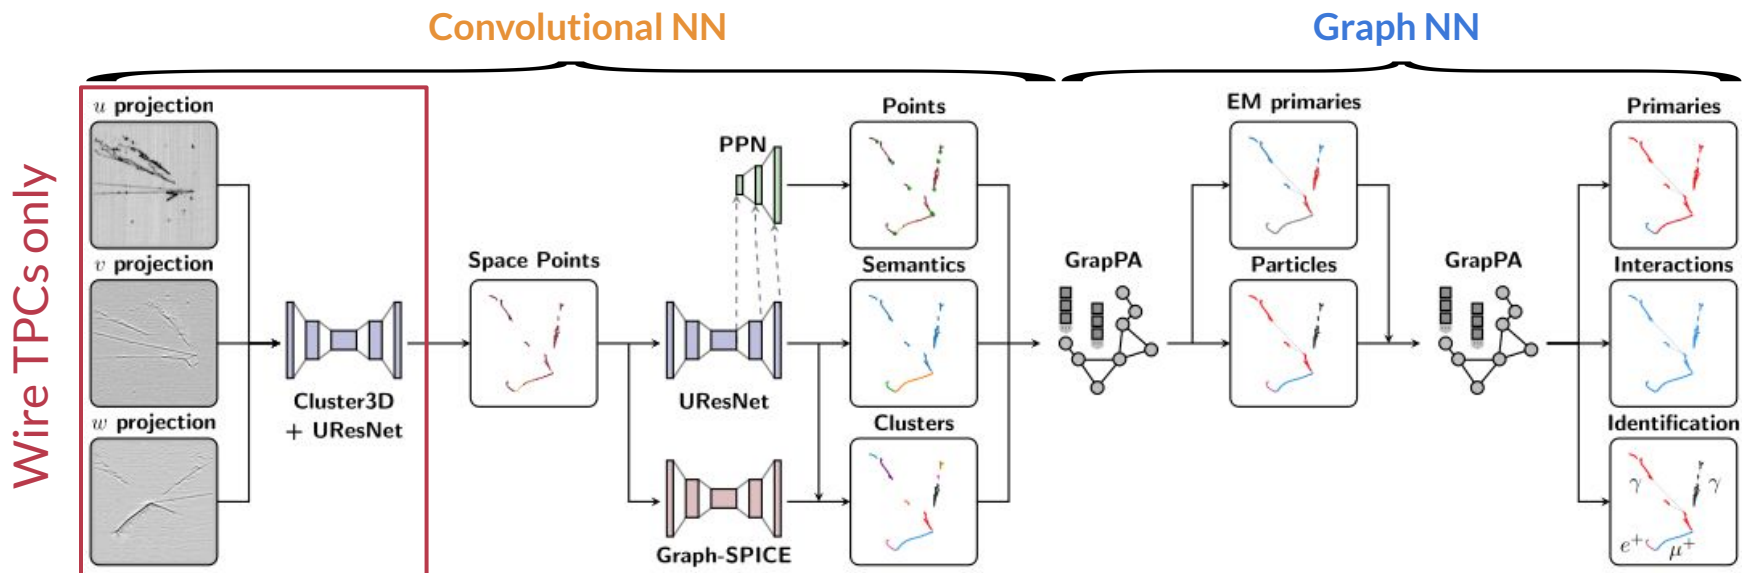 Convolutional NN
Graph NN
Wire TPCs only
u projection
v projection
w projection
Cluster3D
+ UResNet
Space Points
PPN
UResNet
Graph-SPICE
Points
Semantics
Clusters
GrapPA
EM primaries
Particles
GrapPA
Primaries
Interactions
Identification
γ
γ
e⁺
μ⁺